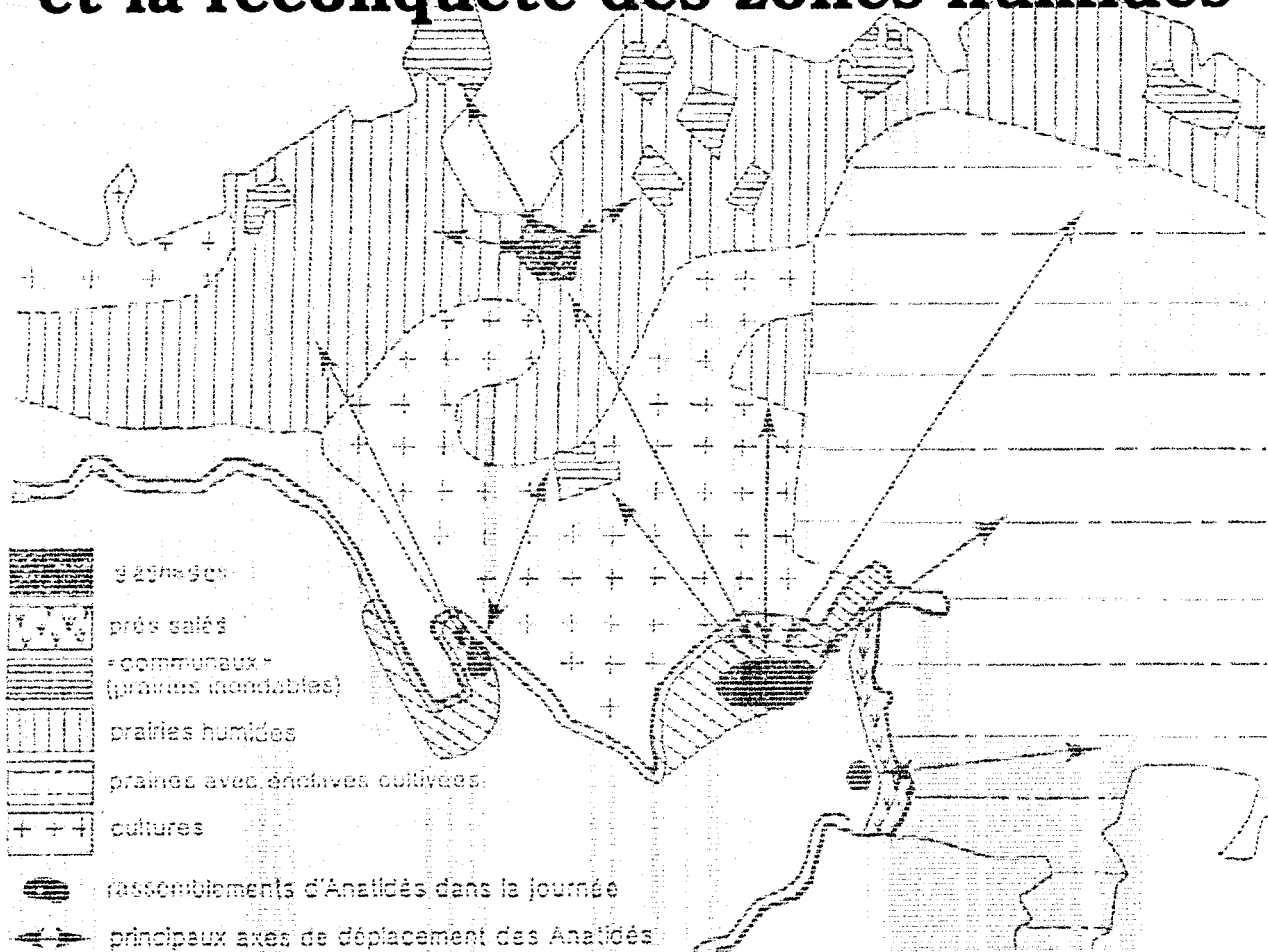 et la reconquête des zones humides
gagnages
prés salés
«communaux»
(prairies inondables)
prairies humides
prairies avec enclaves cultivées
cultures
rassemblements d'Anatidés dans la journée
principaux axes de déplacement des Anatidés